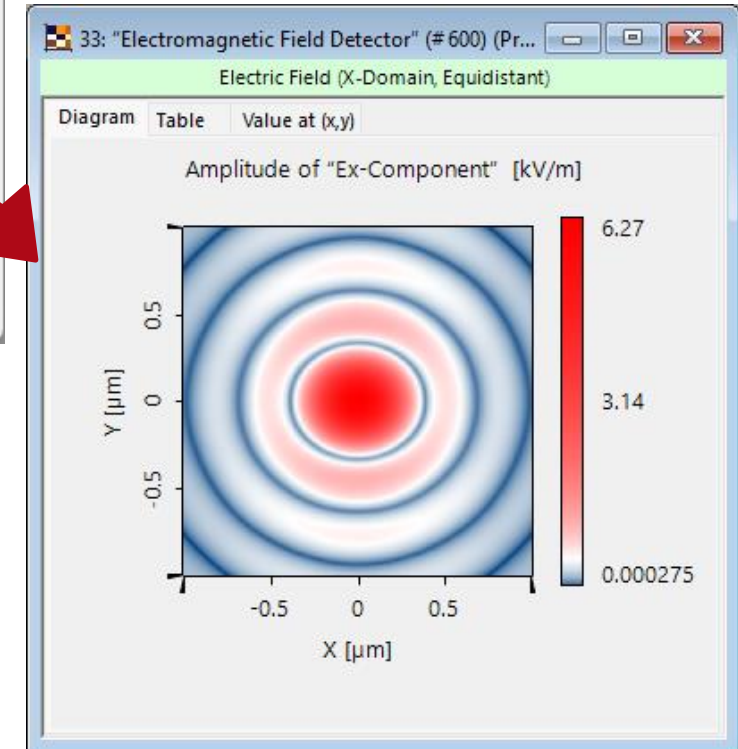 33: "Electromagnetic Field Detector" (# 600) (Pr...
Electric Field (X-Domain, Equidistant)
Diagram Table Value at (x,y)
Amplitude of "Ex-Component" [kV/m]
6.27
3.14
0.000275
Y [µm]
0.5
0
-0.5
-0.5 0 0.5
X [µm]